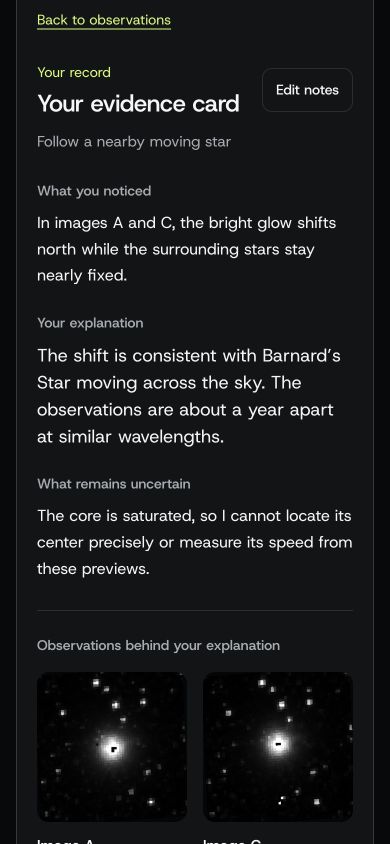 Back to observations
Your record
Your evidence card
Edit notes
Follow a nearby moving star
What you noticed
In images A and C, the bright glow shifts
north while the surrounding stars stay
nearly fixed.
Your explanation
The shift is consistent with Barnard’s
Star moving across the sky. The
observations are about a year apart
at similar wavelengths.
What remains uncertain
The core is saturated, so I cannot locate its
center precisely or measure its speed from
these previews.
Observations behind your explanation
Image A
Image C